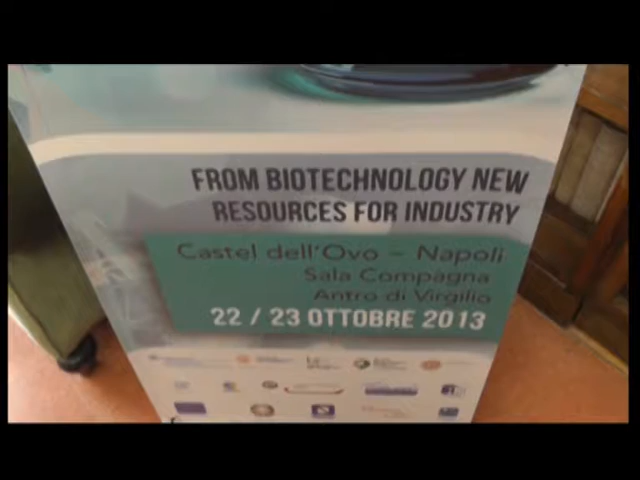 FROM BIOTECHNOLOGY NEW
RESOURCES FOR INDUSTRY
Castel dell'Ovo – Napoli
Sala Compagna
Antro di Virgilio
22 / 23 OTTOBRE 2013